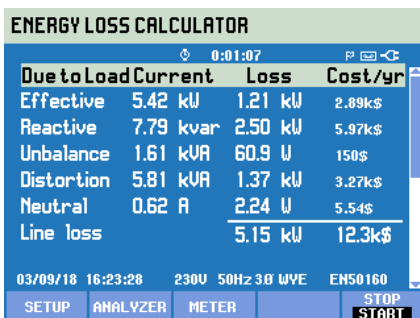 ENERGY LOSS CALCULATOR
0:01:07
Due to Load Current Loss Cost/yr
Effective 5.42 kW 1.21 kW 2.89k$
Reactive 7.79 kvar 2.50 kW 5.97k$
Unbalance 1.61 kVA 60.9 W 150$
Distortion 5.81 kVA 1.37 kW 3.27k$
Neutral 0.62 A 2.24 W 5.54$
Line loss 5.15 kW 12.3k$
03/09/18 16:23:28 230V 50Hz 3.0' WYE EN50160
SETUP ANALYZER METER STOP
START